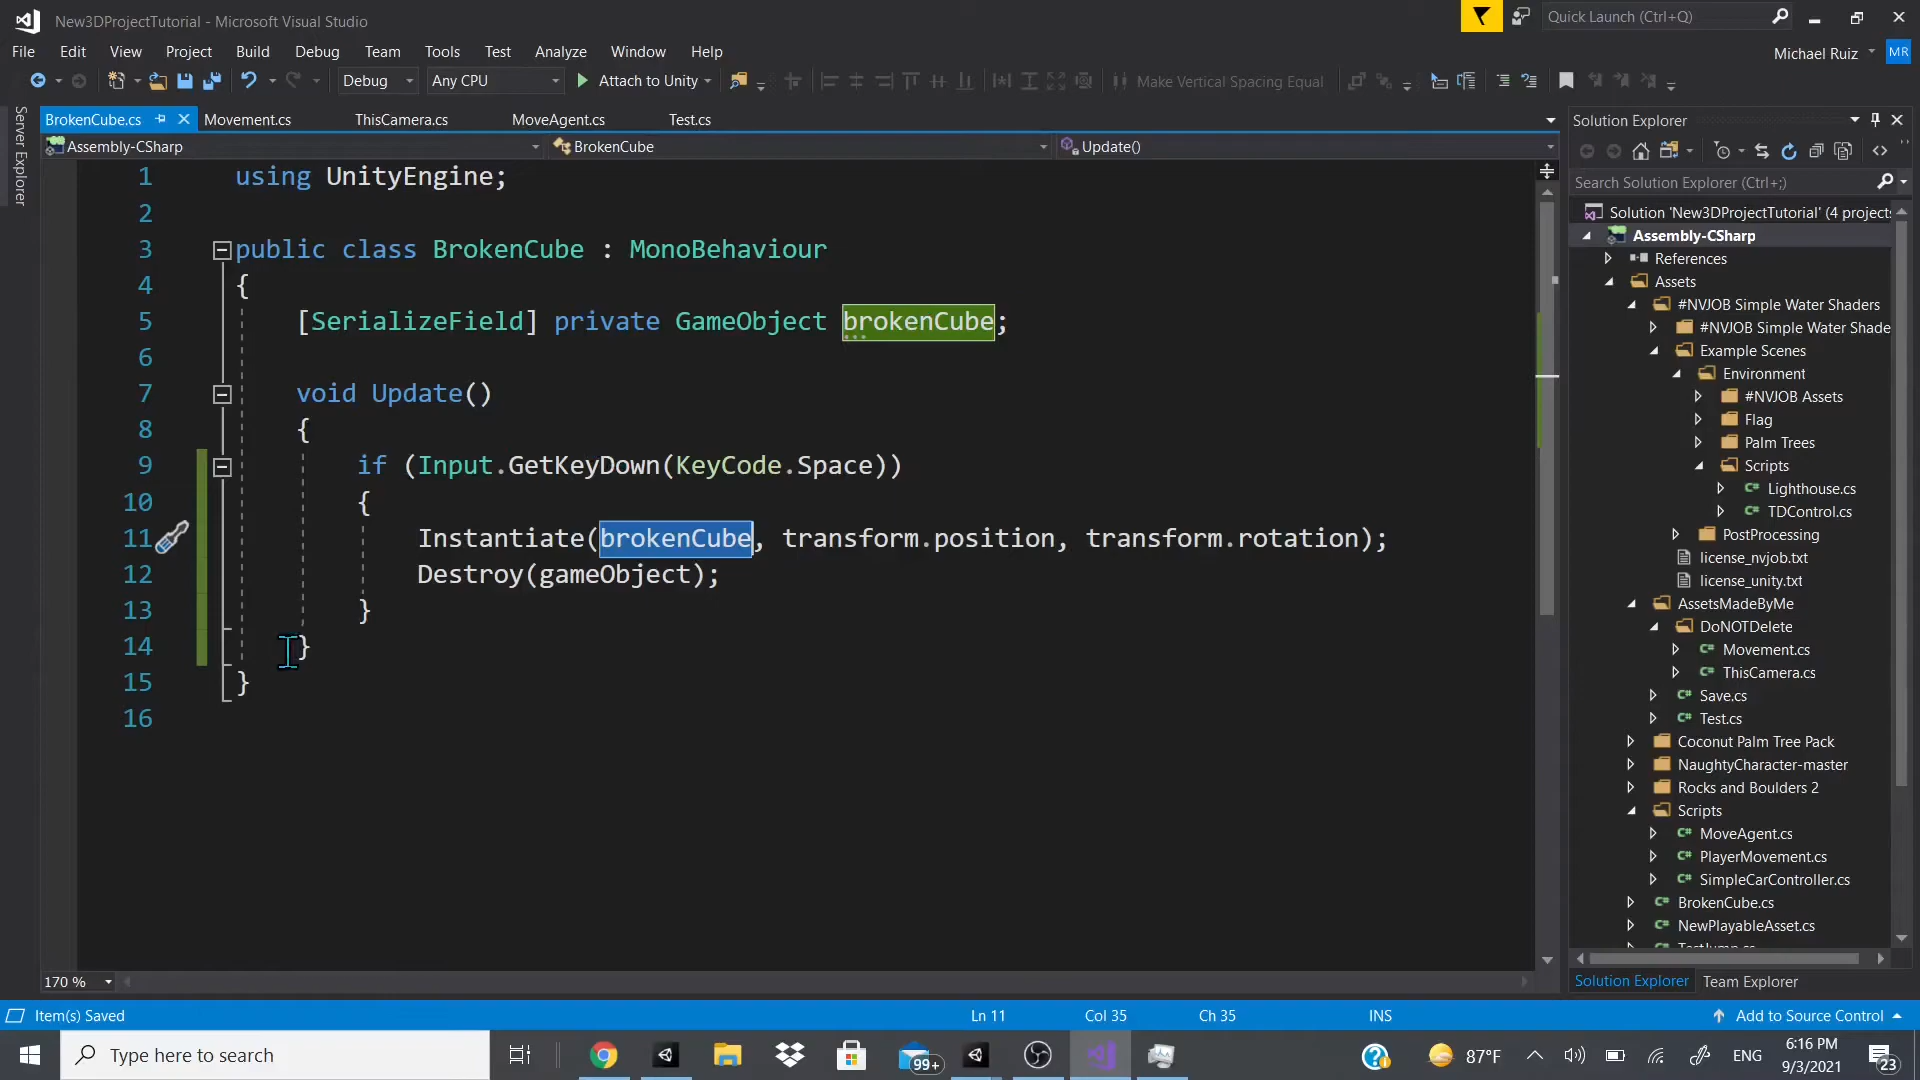 New3DProjectTutorial - Microsoft Visual Studio
Quick Launch (Ctrl+Q)
File Edit View Project Build Debug Team Tools Test Analyze Window Help
Michael Ruiz MR
Debug Any CPU Attach to Unity Make Vertical Spacing Equal
Server Explorer
BrokenCube.cs Movement.cs ThisCamera.cs MoveAgent.cs Test.cs
Assembly-CSharp BrokenCube Update()
1 using UnityEngine;
2
3 public class BrokenCube : MonoBehaviour
4 {
5 [SerializeField] private GameObject brokenCube;
6
7 void Update()
8 {
9 if (Input.GetKeyDown(KeyCode.Space))
10 {
11 Instantiate(brokenCube, transform.position, transform.rotation);
12 Destroy(gameObject);
13 }
14 }
15 }
16
170 %
Solution Explorer
Search Solution Explorer (Ctrl+;)
Solution 'New3DProjectTutorial' (4 projects
Assembly-CSharp
References
Assets
#NVJOB Simple Water Shaders
#NVJOB Simple Water Shade
Example Scenes
Environment
#NVJOB Assets
Flag
Palm Trees
Scripts
Lighthouse.cs
TDControl.cs
PostProcessing
license_nvjob.txt
license_unity.txt
AssetsMadeByMe
DoNOTDelete
Movement.cs
ThisCamera.cs
Save.cs
Test.cs
Coconut Palm Tree Pack
NaughtyCharacter-master
Rocks and Boulders 2
Scripts
MoveAgent.cs
PlayerMovement.cs
SimpleCarController.cs
BrokenCube.cs
NewPlayableAsset.cs
TestJump.cs
Solution Explorer Team Explorer
Item(s) Saved Ln 11 Col 35 Ch 35 INS Add to Source Control
Type here to search
99+
87°F
ENG
6:16 PM
9/3/2021
23